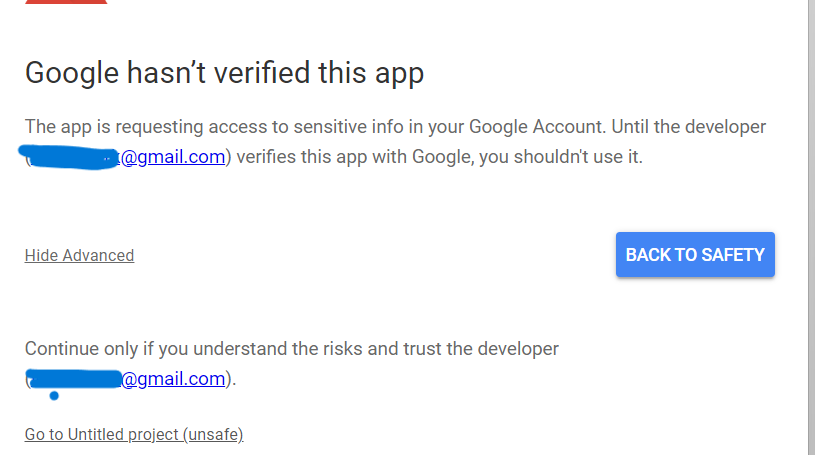 Google hasn’t verified this app
The app is requesting access to sensitive info in your Google Account. Until the developer
(@gmail.com) verifies this app with Google, you shouldn't use it.
Hide Advanced
BACK TO SAFETY
Continue only if you understand the risks and trust the developer
(@gmail.com).
Go to Untitled project (unsafe)